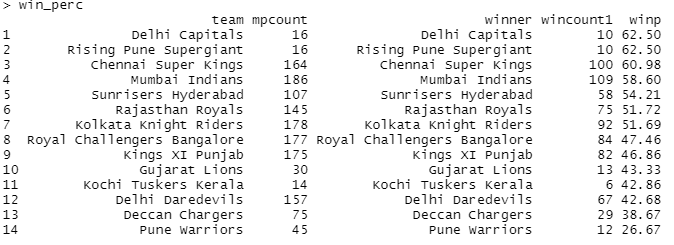 > win_perc
team mpcount winner wincount1 winp
1 Delhi Capitals 16 Delhi Capitals 10 62.50
2 Rising Pune Supergiant 16 Rising Pune Supergiant 10 62.50
3 Chennai Super Kings 164 Chennai Super Kings 100 60.98
4 Mumbai Indians 186 Mumbai Indians 109 58.60
5 Sunrisers Hyderabad 107 Sunrisers Hyderabad 58 54.21
6 Rajasthan Royals 145 Rajasthan Royals 75 51.72
7 Kolkata Knight Riders 178 Kolkata Knight Riders 92 51.69
8 Royal Challengers Bangalore 177 Royal Challengers Bangalore 84 47.46
9 Kings XI Punjab 175 Kings XI Punjab 82 46.86
10 Gujarat Lions 30 Gujarat Lions 13 43.33
11 Kochi Tuskers Kerala 14 Kochi Tuskers Kerala 6 42.86
12 Delhi Daredevils 157 Delhi Daredevils 67 42.68
13 Deccan Chargers 75 Deccan Chargers 29 38.67
14 Pune Warriors 45 Pune Warriors 12 26.67